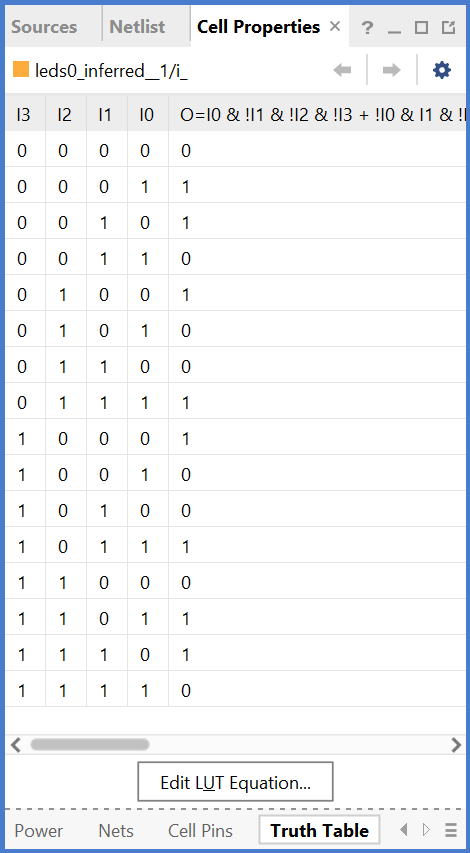 Sources Netlist Cell Properties × ?
leds0_inferred__1/i_
I3 I2 I1 I0 O=I0 & !I1 & !I2 & !I3 + !I0 & I1 & !I
0 0 0 0 0
0 0 0 1 1
0 0 1 0 1
0 0 1 1 0
0 1 0 0 1
0 1 0 1 0
0 1 1 0 0
0 1 1 1 1
1 0 0 0 1
1 0 0 1 0
1 0 1 0 0
1 0 1 1 1
1 1 0 0 0
1 1 0 1 1
1 1 1 0 1
1 1 1 1 0
Edit LUT Equation...
Power Nets Cell Pins Truth Table